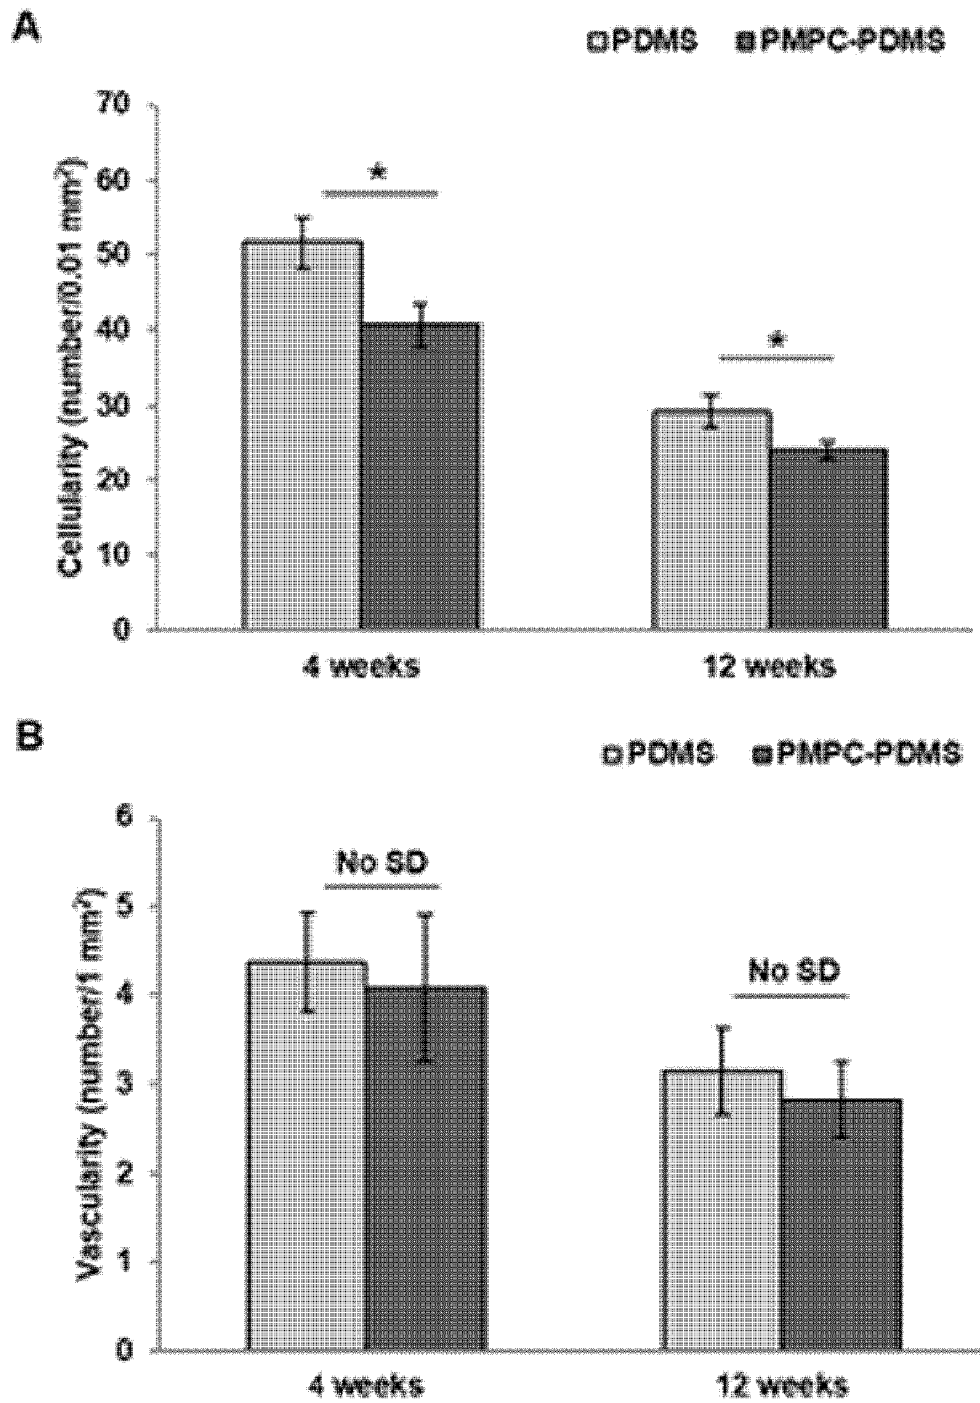 A
PDMS PMPC-PDMS
Cellularity (number/0.01 mm²)
70
60
50
40
30
20
10
0
*
*
4 weeks 12 weeks
B
PDMS PMPC-PDMS
Vascularity (number/1 mm²)
6
5
4
3
2
1
0
No SD
No SD
4 weeks 12 weeks